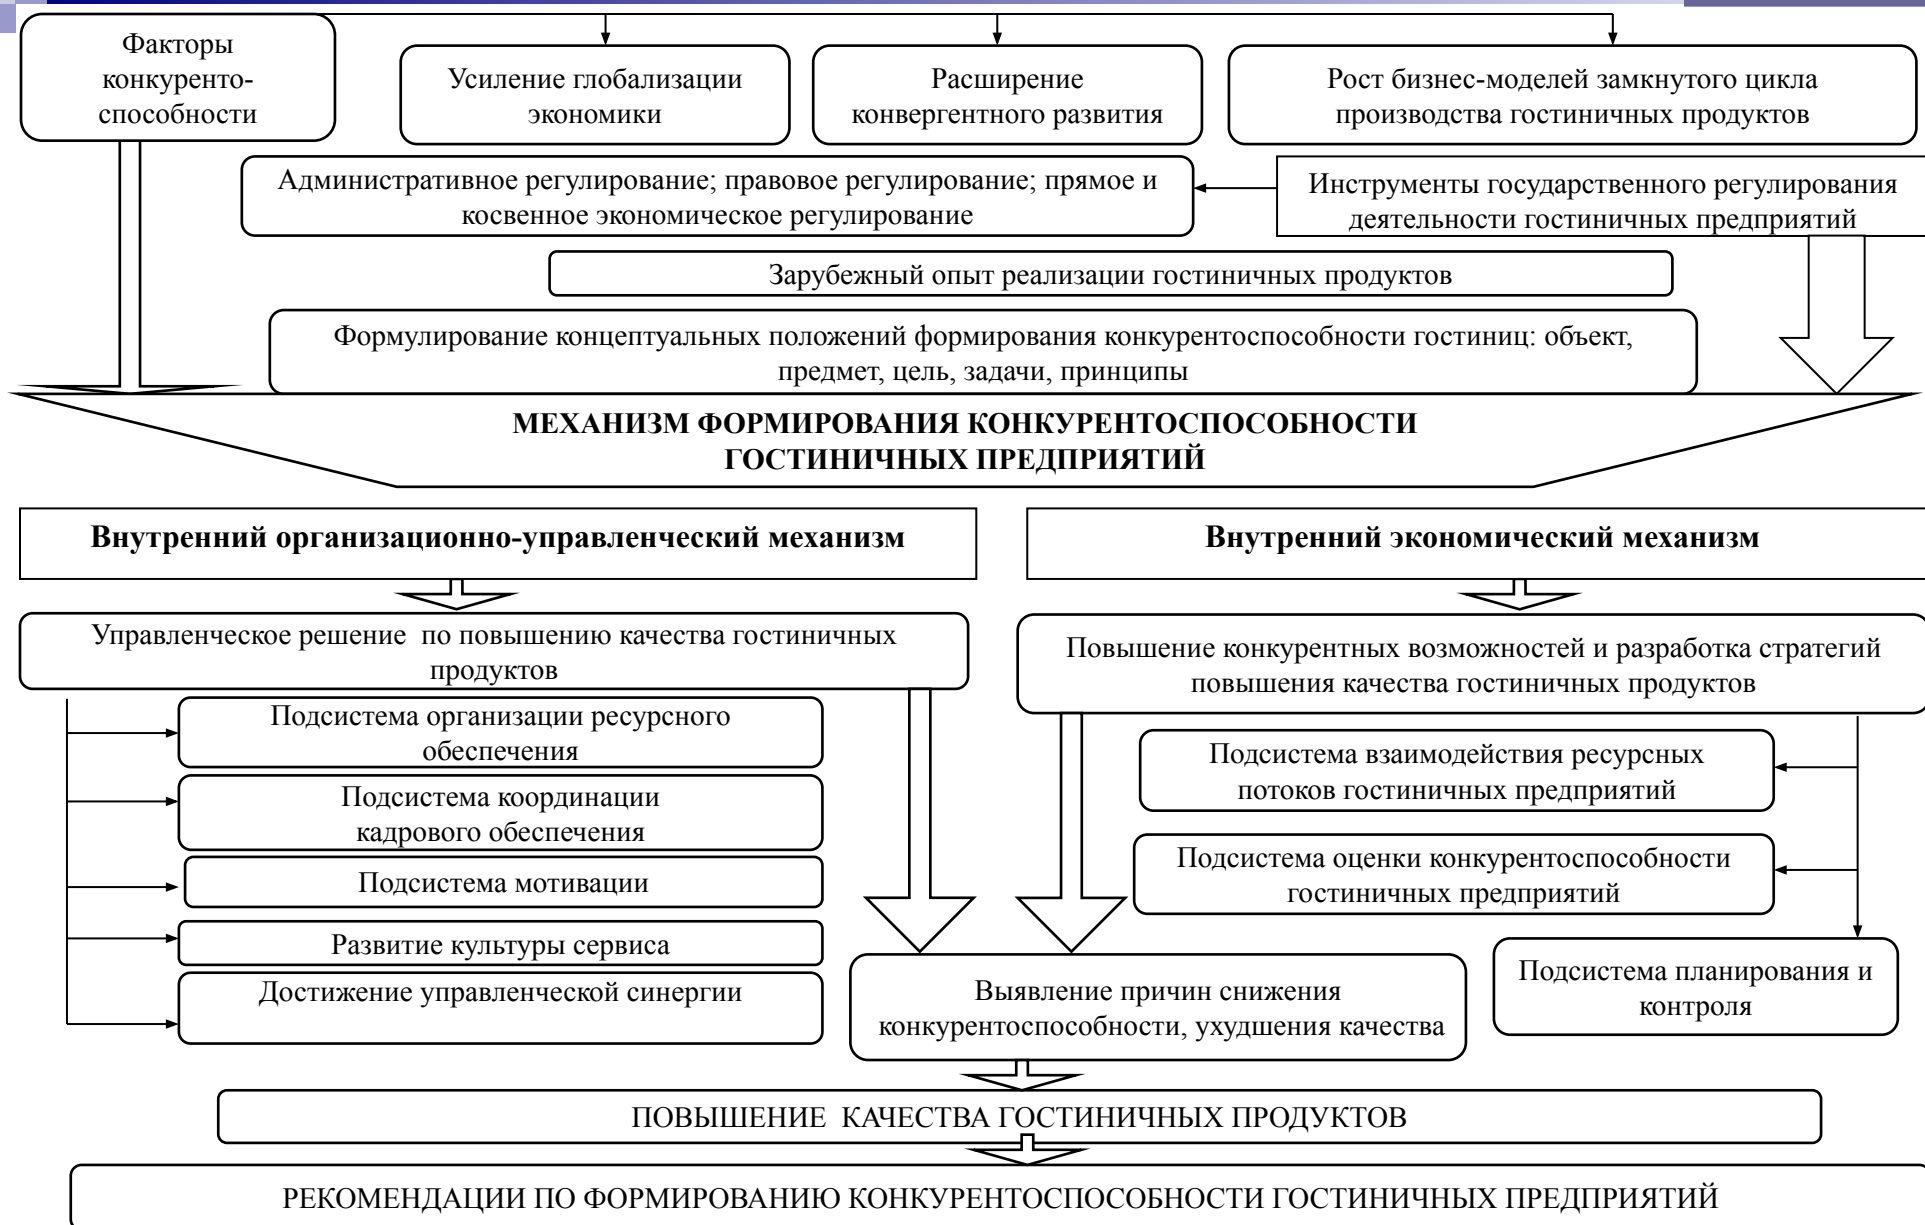 Факторы
конкуренто-
способности
Усиление глобализации
экономики
Расширение
конвергентного развития
Рост бизнес-моделей замкнутого цикла
производства гостиничных продуктов
Административное регулирование; правовое регулирование; прямое и
косвенное экономическое регулирование
Инструменты государственного регулирования
деятельности гостиничных предприятий
Зарубежный опыт реализации гостиничных продуктов
Формулирование концептуальных положений формирования конкурентоспособности гостиниц: объект,
предмет, цель, задачи, принципы
МЕХАНИЗМ ФОРМИРОВАНИЯ КОНКУРЕНТОСПОСОБНОСТИ
ГОСТИНИЧНЫХ ПРЕДПРИЯТИЙ
Внутренний организационно-управленческий механизм
Внутренний экономический механизм
Управленческое решение по повышению качества гостиничных
продуктов
Повышение конкурентных возможностей и разработка стратегий
повышения качества гостиничных продуктов
Подсистема организации ресурсного
обеспечения
Подсистема координации
кадрового обеспечения
Подсистема мотивации
Развитие культуры сервиса
Достижение управленческой синергии
Подсистема взаимодействия ресурсных
потоков гостиничных предприятий
Подсистема оценки конкурентоспособности
гостиничных предприятий
Подсистема планирования и
контроля
Выявление причин снижения
конкурентоспособности, ухудшения качества
ПОВЫШЕНИЕ КАЧЕСТВА ГОСТИНИЧНЫХ ПРОДУКТОВ
РЕКОМЕНДАЦИИ ПО ФОРМИРОВАНИЮ КОНКУРЕНТОСПОСОБНОСТИ ГОСТИНИЧНЫХ ПРЕДПРИЯТИЙ